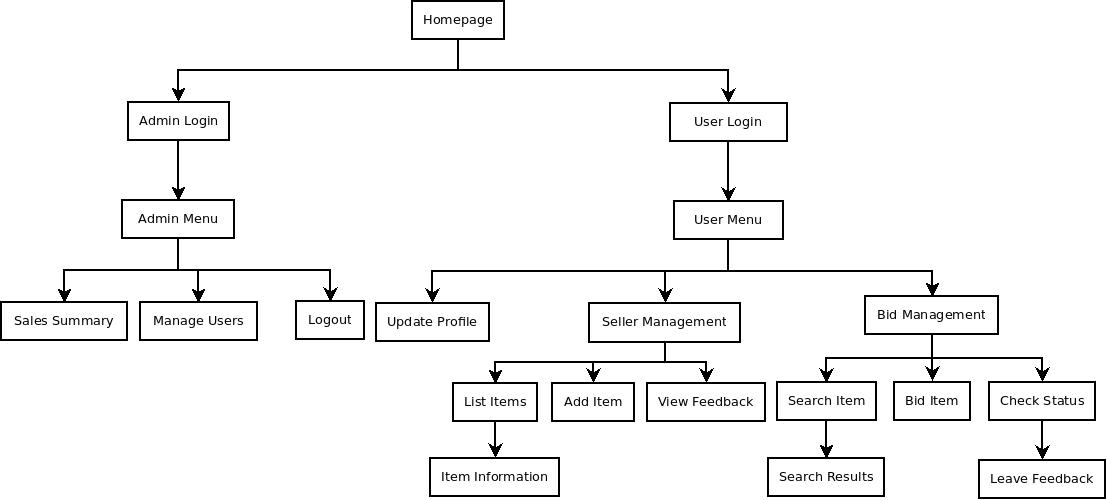 Homepage
Admin Login
User Login
Admin Menu
User Menu
Sales Summary
Manage Users
Logout
Update Profile
Seller Management
Bid Management
List Items
Add Item
View Feedback
Search Item
Bid Item
Check Status
Item Information
Search Results
Leave Feedback